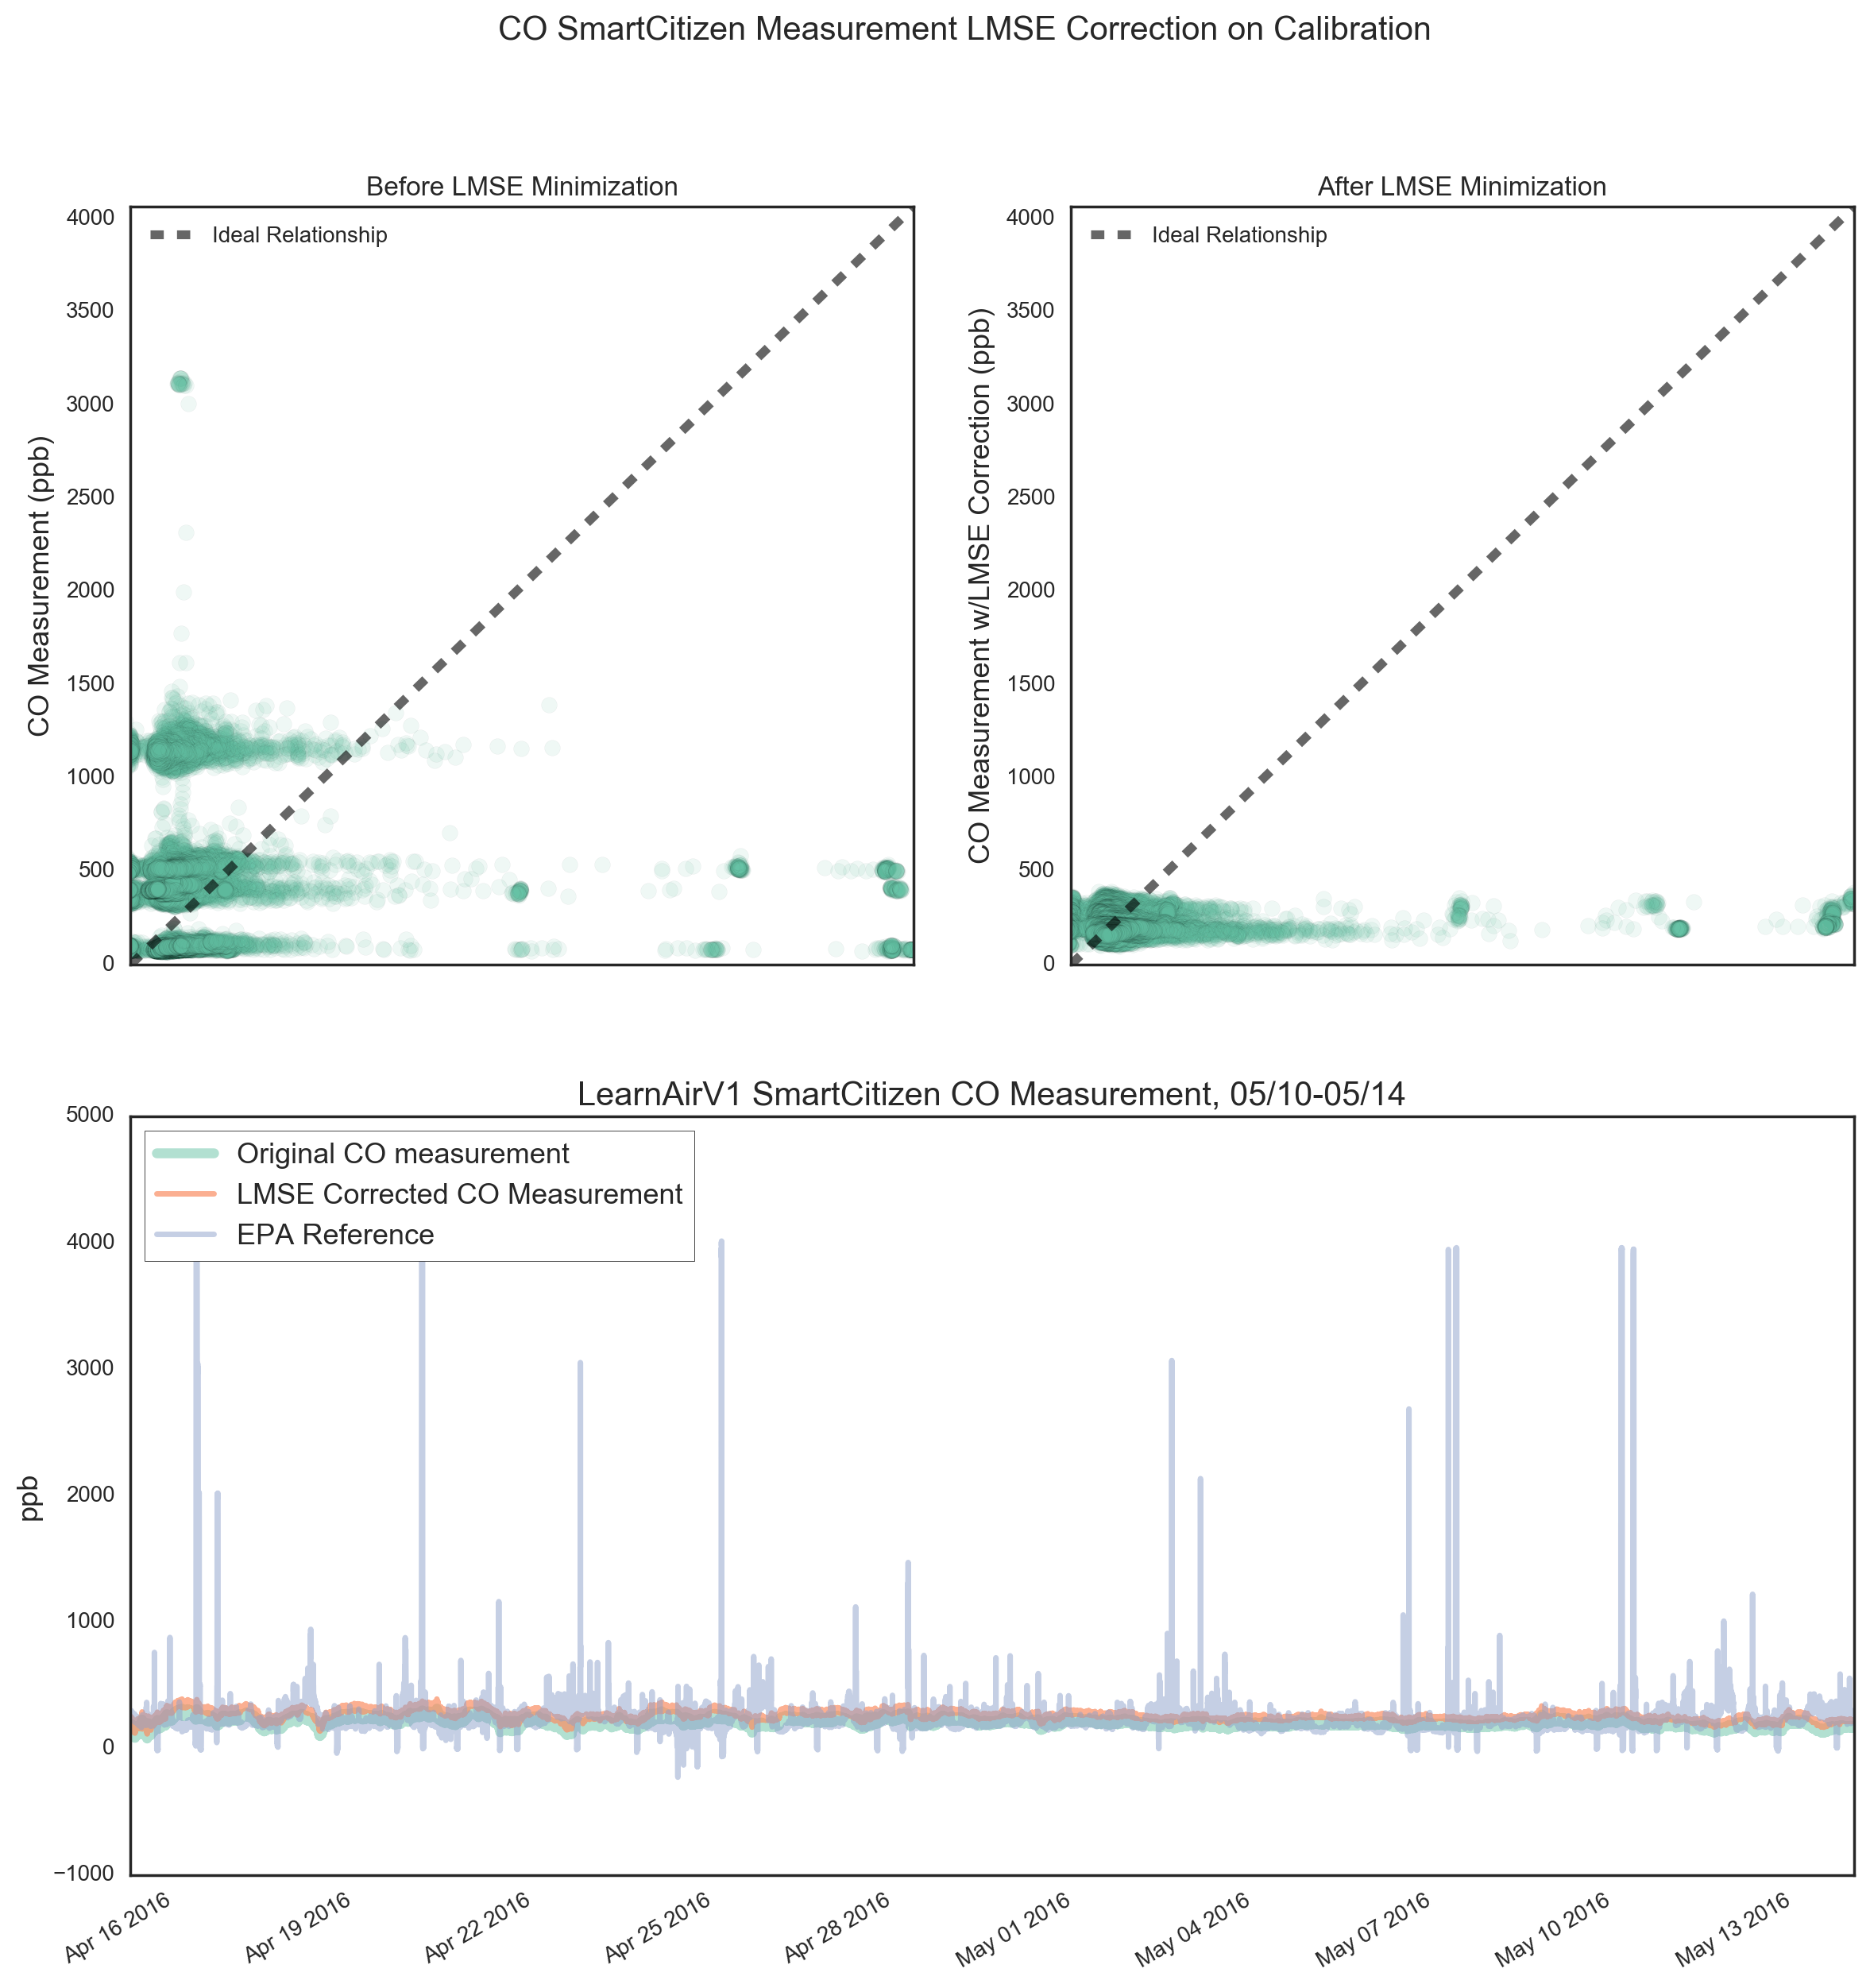 CO SmartCitizen Measurement LMSE Correction on Calibration
Before LMSE Minimization
Ideal Relationship
CO Measurement (ppb)
4000
3500
3000
2500
2000
1500
1000
500
0
After LMSE Minimization
Ideal Relationship
CO Measurement w/LMSE Correction (ppb)
4000
3500
3000
2500
2000
1500
1000
500
0
LearnAirV1 SmartCitizen CO Measurement, 05/10-05/14
Original CO measurement
LMSE Corrected CO Measurement
EPA Reference
ppb
5000
4000
3000
2000
1000
0
−1000
Apr 16 2016
Apr 19 2016
Apr 22 2016
Apr 25 2016
Apr 28 2016
May 01 2016
May 04 2016
May 07 2016
May 10 2016
May 13 2016